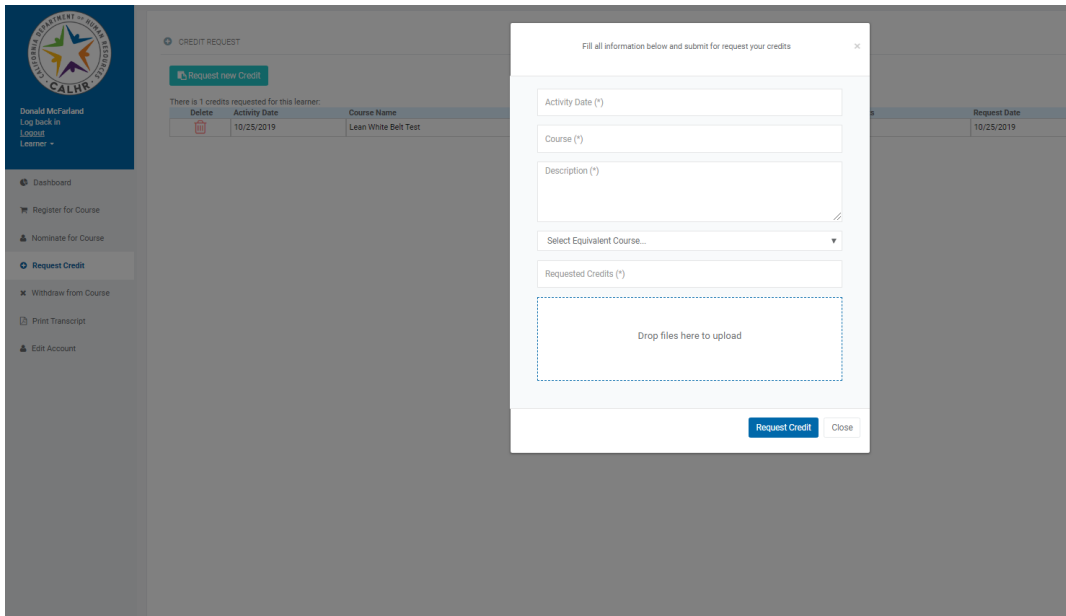 CALIFORNIA DEPARTMENT OF HUMAN RESOURCES
CALHR
Donald McFarland
Log back in
Logout
Learner
Dashboard
Register for Course
Nominate for Course
Request Credit
Withdraw from Course
Print Transcript
Edit Account
CREDIT REQUEST
Request new Credit
There is 1 credits requested for this learner:
Delete Activity Date Course Name s Request Date
10/25/2019 Lean White Belt Test 10/25/2019
Fill all information below and submit for request your credits ×
Activity Date (*)
Course (*)
Description (*)
Select Equivalent Course...
Requested Credits (*)
Drop files here to upload
Request Credit Close